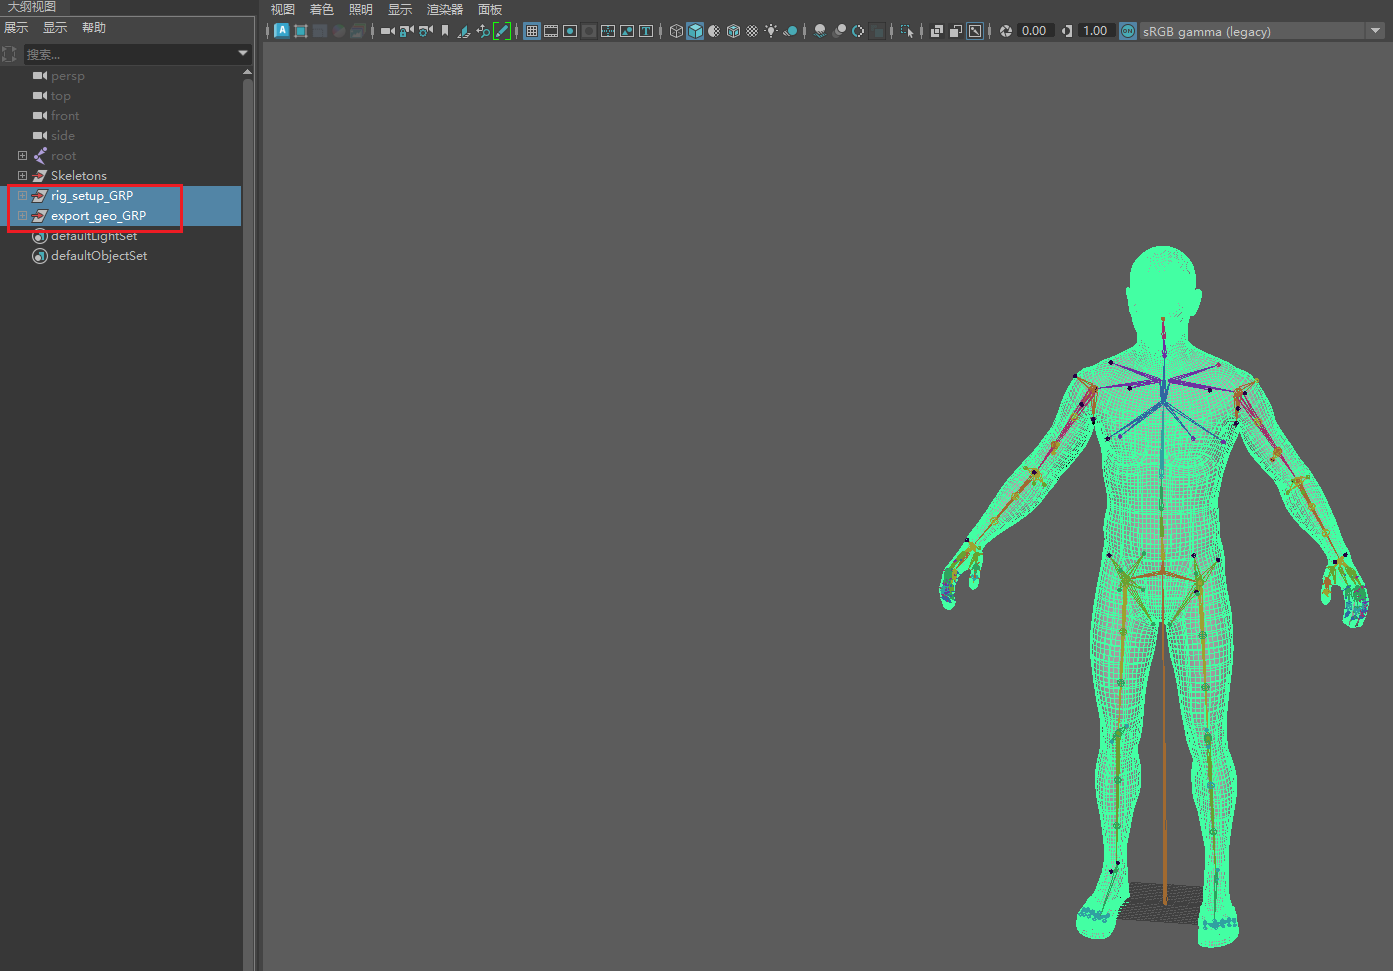 大纲视图
展示 显示 帮助
搜索...
persp
top
front
side
root
Skeletons
rig_setup_GRP
export_geo_GRP
defaultLightSet
defaultObjectSet
视图 着色 照明 显示 渲染器 面板
A T 0.00 1.00 ON sRGB gamma (legacy)